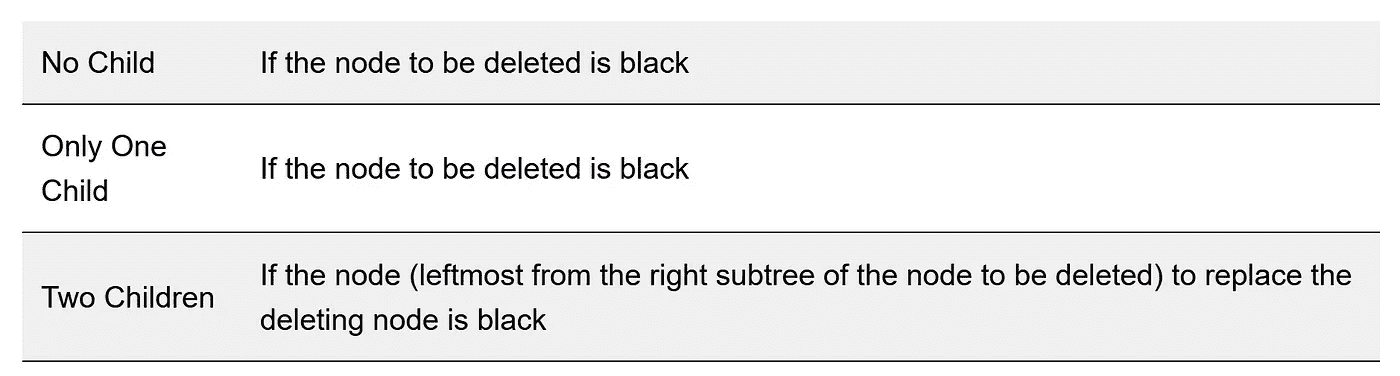 No Child
If the node to be deleted is black
Only One
Child
If the node to be deleted is black
Two Children
If the node (leftmost from the right subtree of the node to be deleted) to replace the
deleting node is black